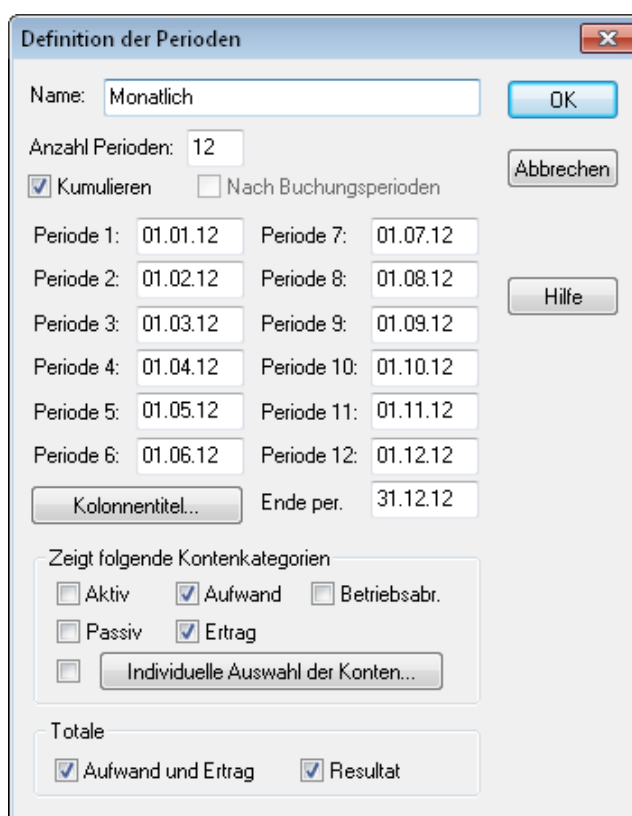 Definition der Perioden
Name: Monatlich
OK
Anzahl Perioden: 12
Abbrechen
Kumulieren Nach Buchungsperioden
Periode 1: 01.01.12 Periode 7: 01.07.12
Periode 2: 01.02.12 Periode 8: 01.08.12
Hilfe
Periode 3: 01.03.12 Periode 9: 01.09.12
Periode 4: 01.04.12 Periode 10: 01.10.12
Periode 5: 01.05.12 Periode 11: 01.11.12
Periode 6: 01.06.12 Periode 12: 01.12.12
Kolonnentitel... Ende per. 31.12.12
Zeigt folgende Kontenkategorien
Aktiv Aufwand Betriebsabr.
Passiv Ertrag
Individuelle Auswahl der Konten...
Totale
Aufwand und Ertrag Resultat